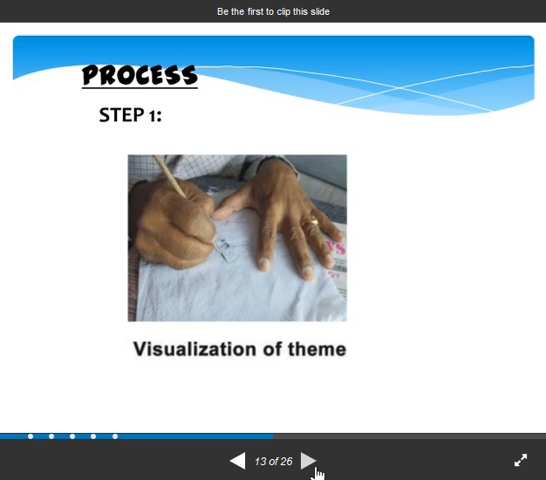 Be the first to clip this slide
PROCESS
STEP 1:
Visualization of theme
13 of 26